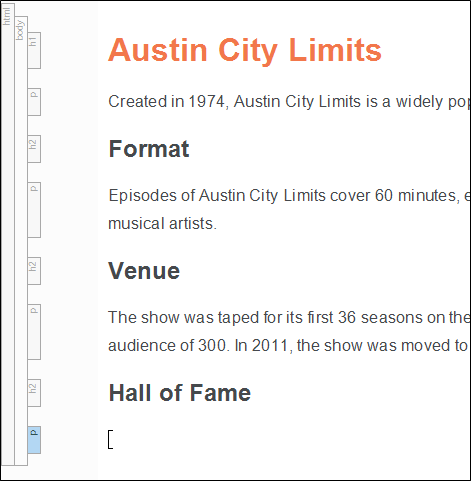 html
body
h1
Austin City Limits
p
Created in 1974, Austin City Limits is a widely
h2
Format
p
Episodes of Austin City Limits cover 60 minutes,
musical artists.
h2
Venue
p
The show was taped for its first 36 seasons on the
audience of 300. In 2011, the show was moved to
h2
Hall of Fame
p